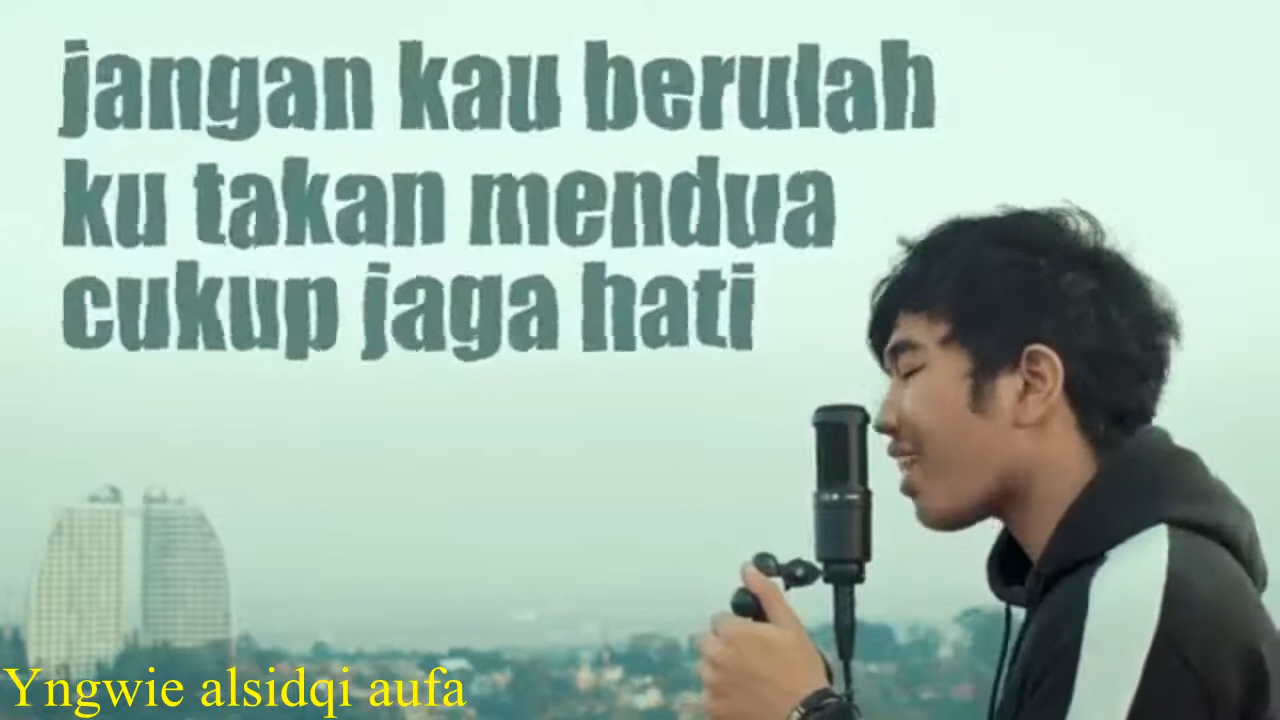 jangan kau berulah
ku takan mendua
cukup jaga hati
Yngwie alsidqi aufa